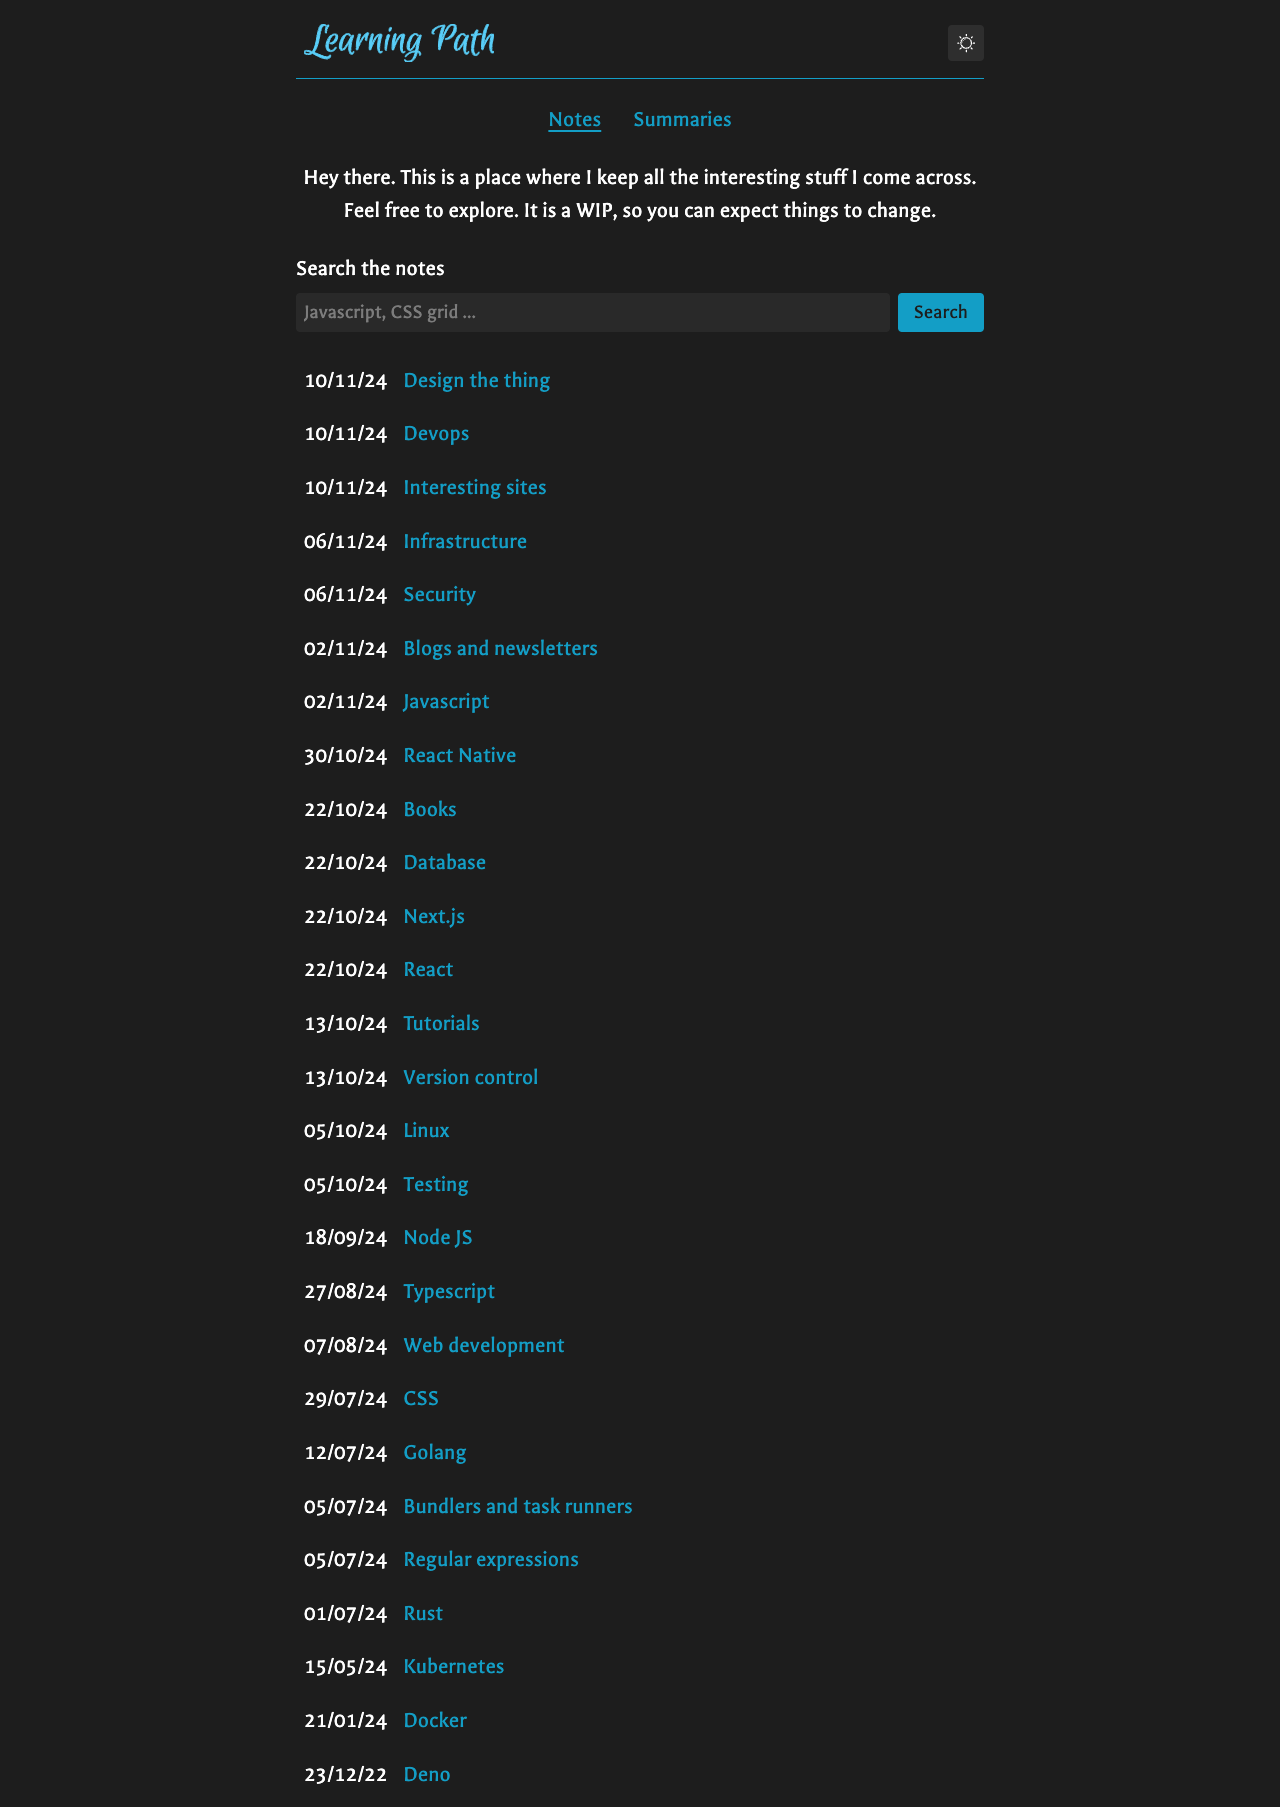 Learning Path
Notes Summaries
Hey there. This is a place where I keep all the interesting stuff I come across.
Feel free to explore. It is a WIP, so you can expect things to change.
Search the notes
Javascript, CSS grid ... Search
10/11/24 Design the thing
10/11/24 Devops
10/11/24 Interesting sites
06/11/24 Infrastructure
06/11/24 Security
02/11/24 Blogs and newsletters
02/11/24 Javascript
30/10/24 React Native
22/10/24 Books
22/10/24 Database
22/10/24 Next.js
22/10/24 React
13/10/24 Tutorials
13/10/24 Version control
05/10/24 Linux
05/10/24 Testing
18/09/24 Node JS
27/08/24 Typescript
07/08/24 Web development
29/07/24 CSS
12/07/24 Golang
05/07/24 Bundlers and task runners
05/07/24 Regular expressions
01/07/24 Rust
15/05/24 Kubernetes
21/01/24 Docker
23/12/22 Deno